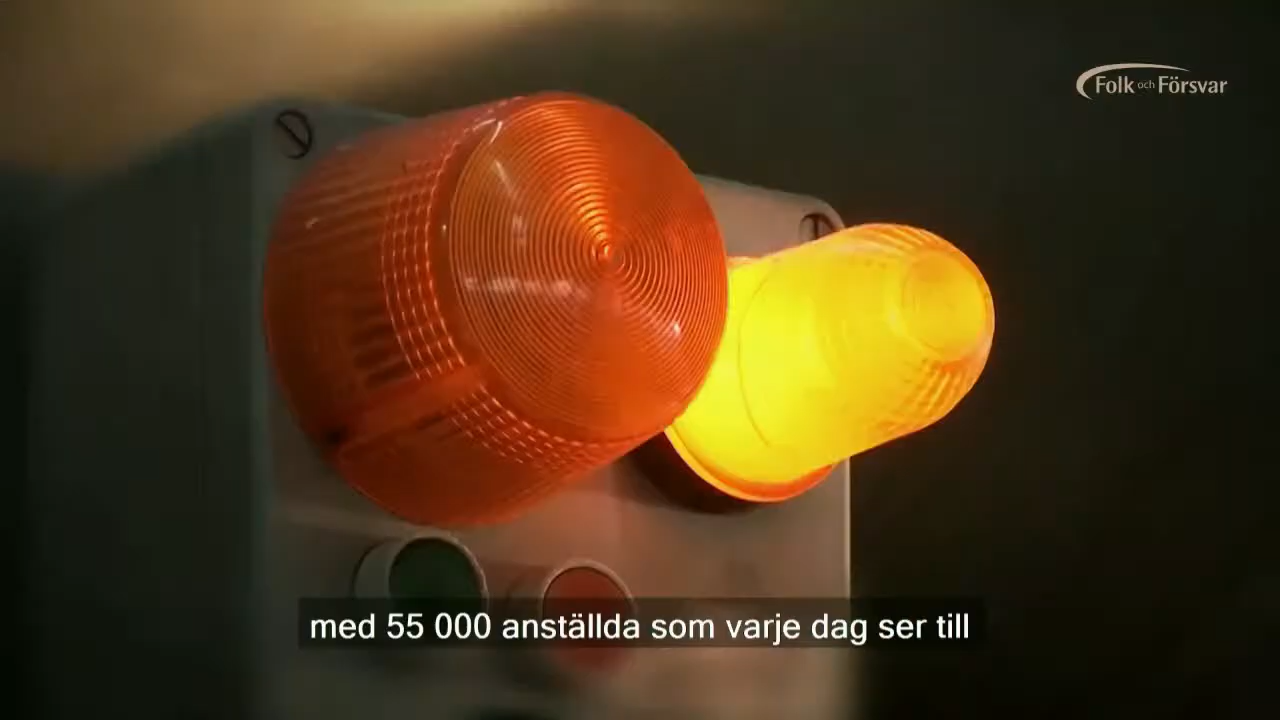 Folk och Försvar
med 55 000 anställda som varje dag ser till